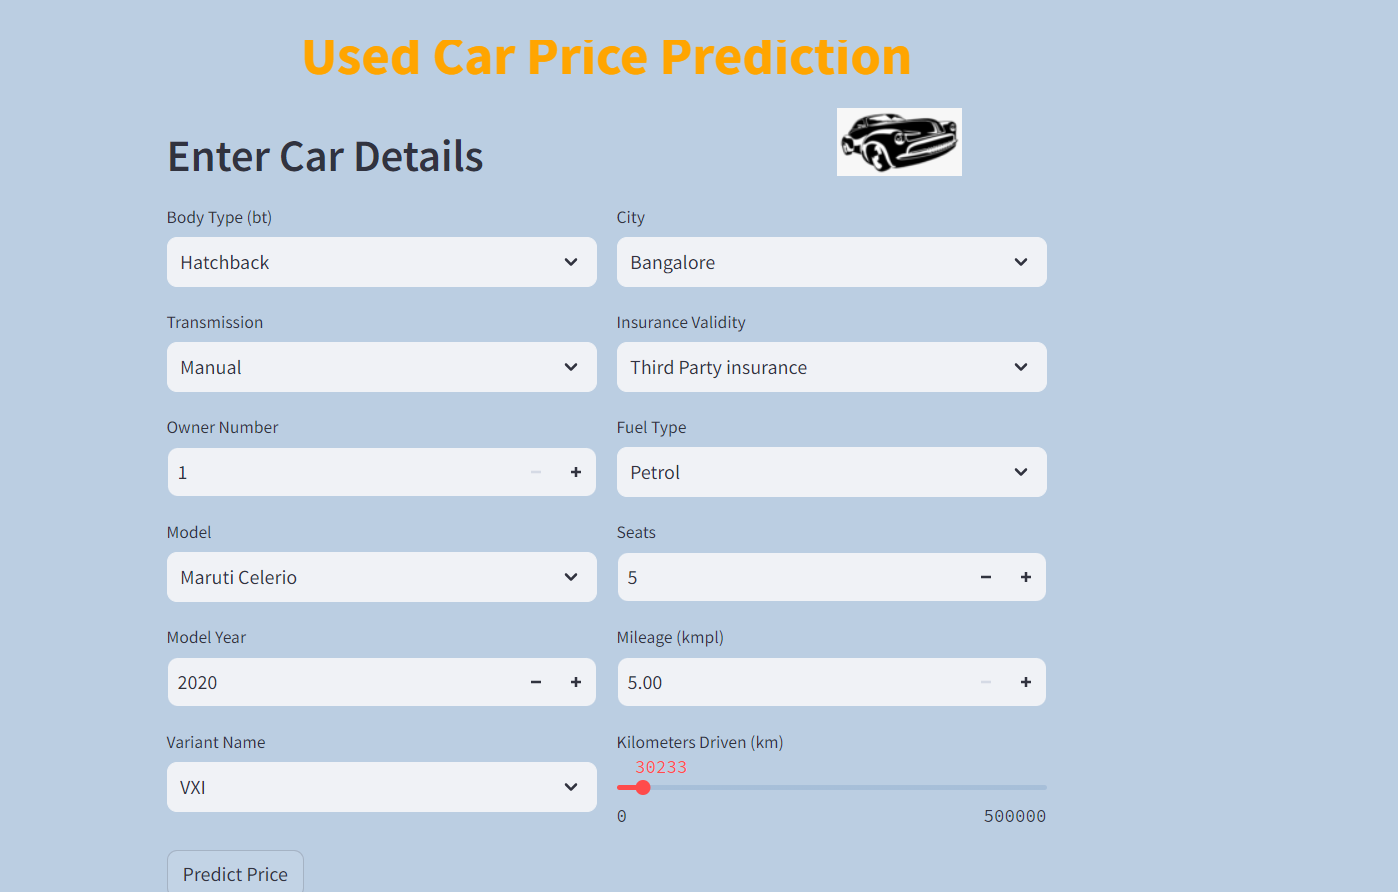 Used Car Price Prediction
Enter Car Details
Body Type (bt)
Hatchback
City
Bangalore
Transmission
Manual
Insurance Validity
Third Party insurance
Owner Number
1
Fuel Type
Petrol
Model
Maruti Celerio
Seats
5
Model Year
2020
Mileage (kmpl)
5.00
Variant Name
VXI
Kilometers Driven (km)
30233
0
500000
Predict Price